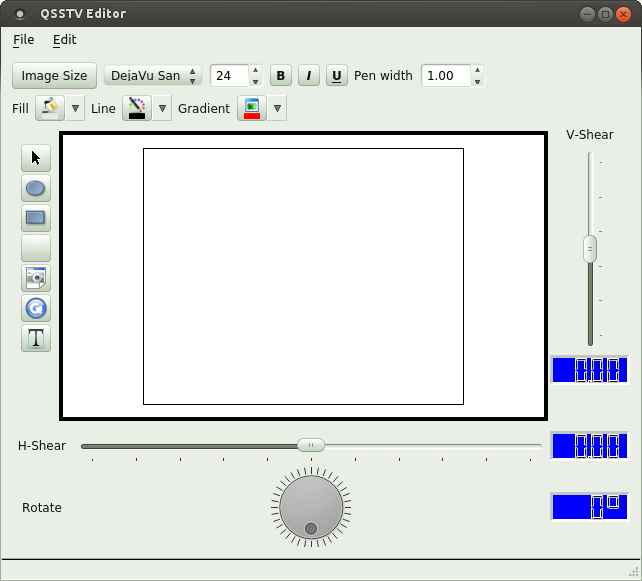 QSSTV Editor
File Edit
Image Size DejaVu San 24 B I U Pen width 1.00
Fill Line Gradient
V-Shear
T
0.00
H-Shear 0.00
Rotate 0°